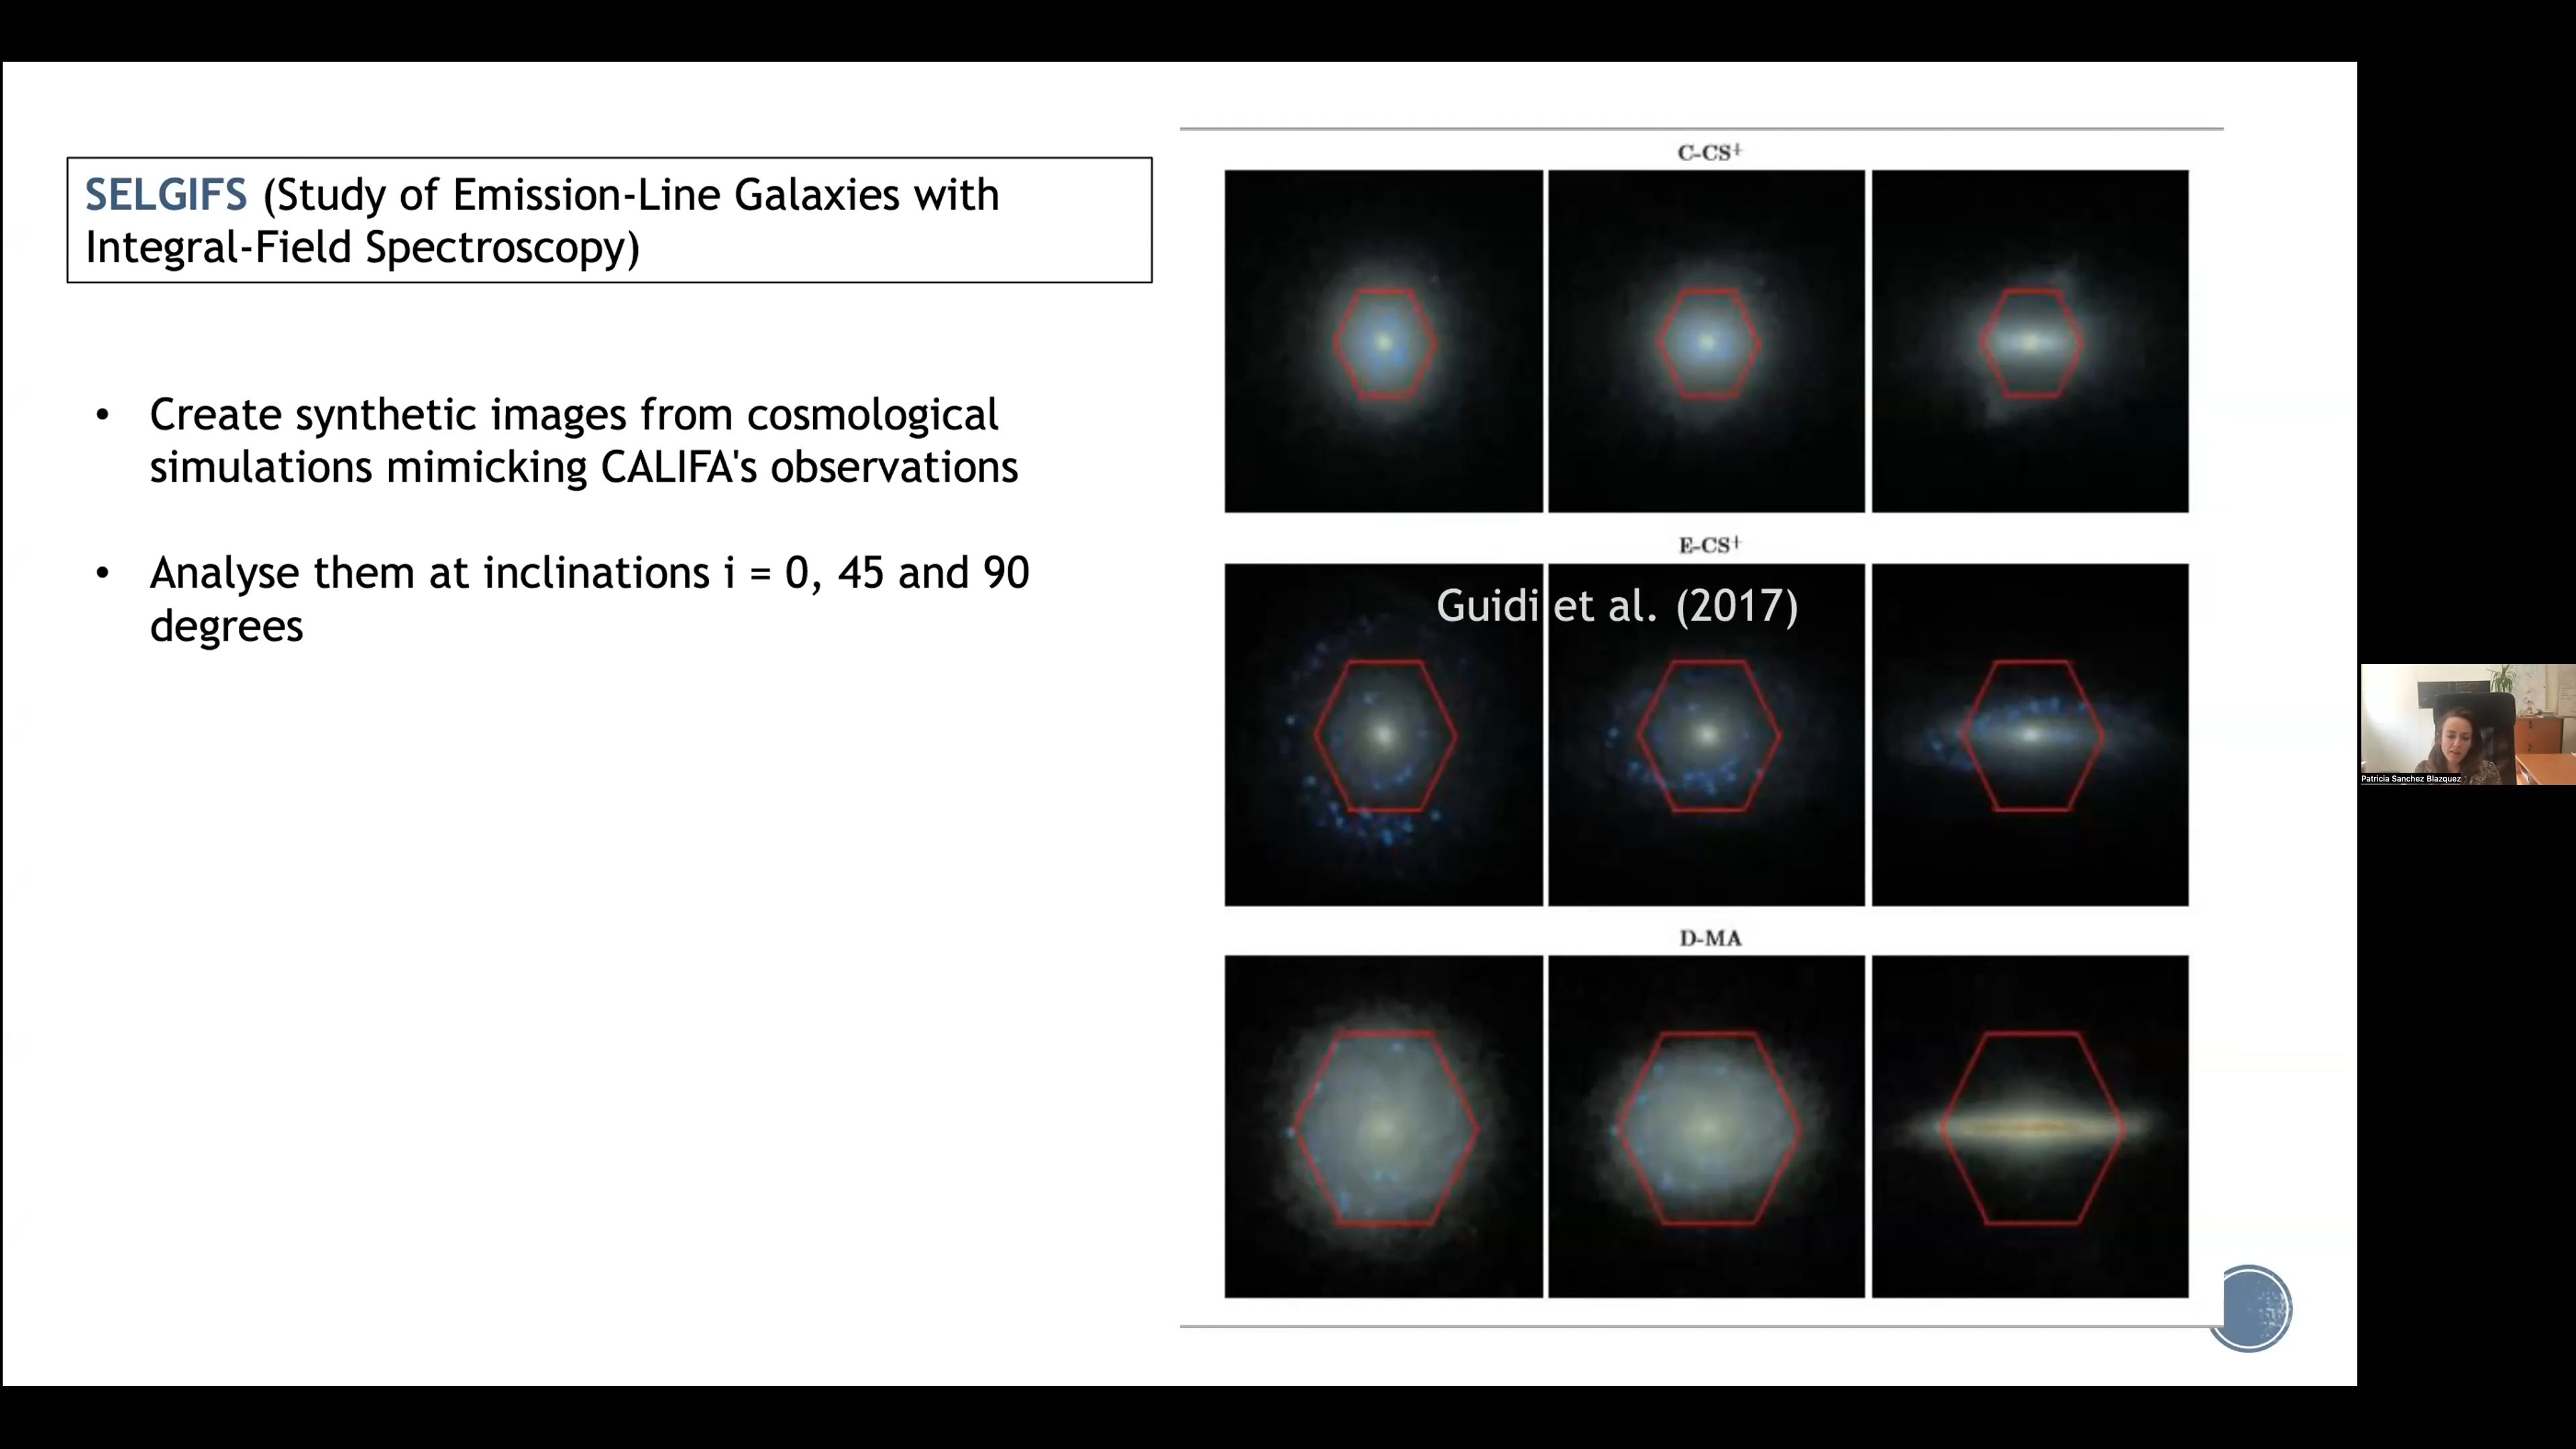 SELGIFS (Study of Emission-Line Galaxies with
Integral-Field Spectroscopy)
• Create synthetic images from cosmological
simulations mimicking CALIFA's observations
• Analyse them at inclinations i = 0, 45 and 90
degrees
C-CS+
E-CS+
Guidi et al. (2017)
D-MA
Patricia Sanchez Blazquez